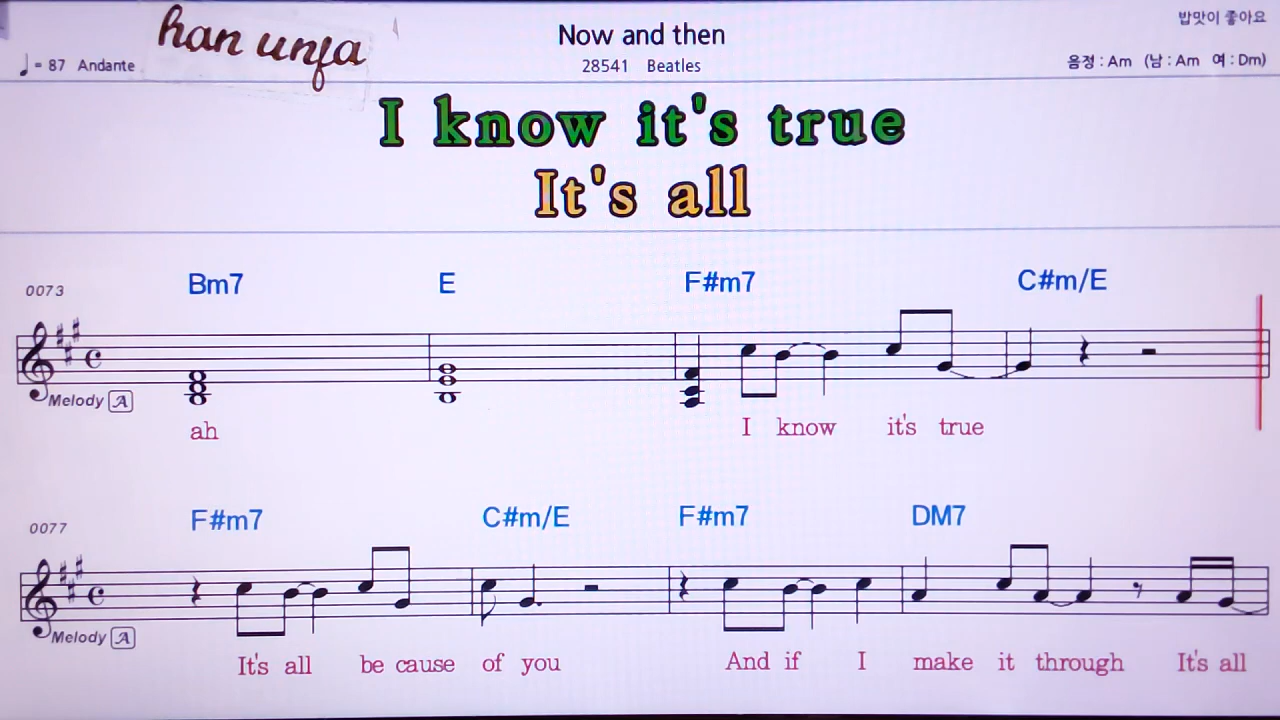 han unfa
Now and then
밥맛이 좋아요
♩= 87 Andante
28541 Beatles
음정 : Am (남 : Am 여 : Dm)
I know it's true
It's all
0073
Bm7 E F#m7 C#m/E
Melody A
ah I know it's true
0077
F#m7 C#m/E F#m7 DM7
Melody A
It's all be cause of you And if I make it through It's all